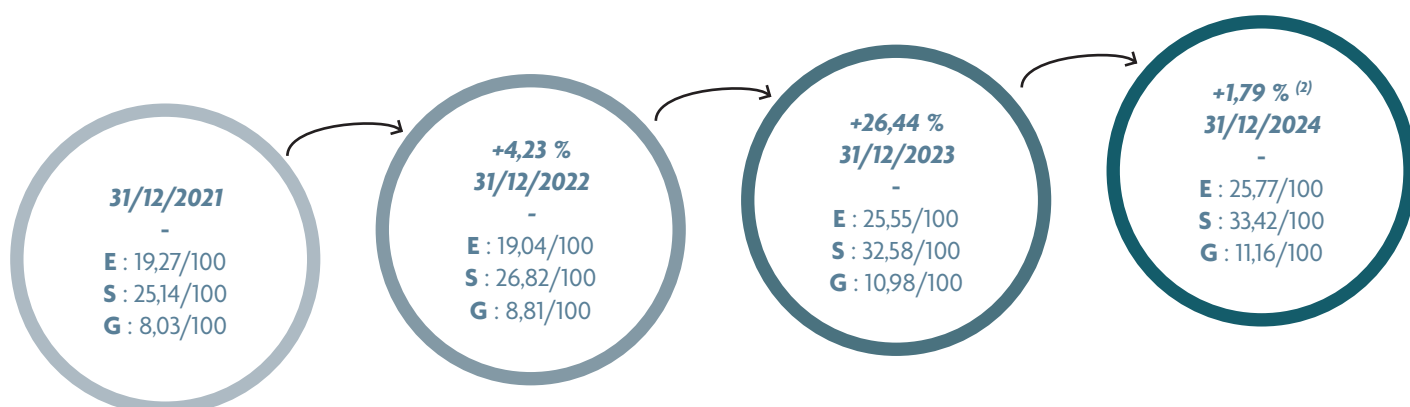 31/12/2021
-
E : 19,27/100
S : 25,14/100
G : 8,03/100
+4,23 %
31/12/2022
-
E : 19,04/100
S : 26,82/100
G : 8,81/100
+26,44 %
31/12/2023
-
E : 25,55/100
S : 32,58/100
G : 10,98/100
+1,79 % (2)
31/12/2024
-
E : 25,77/100
S : 33,42/100
G : 11,16/100